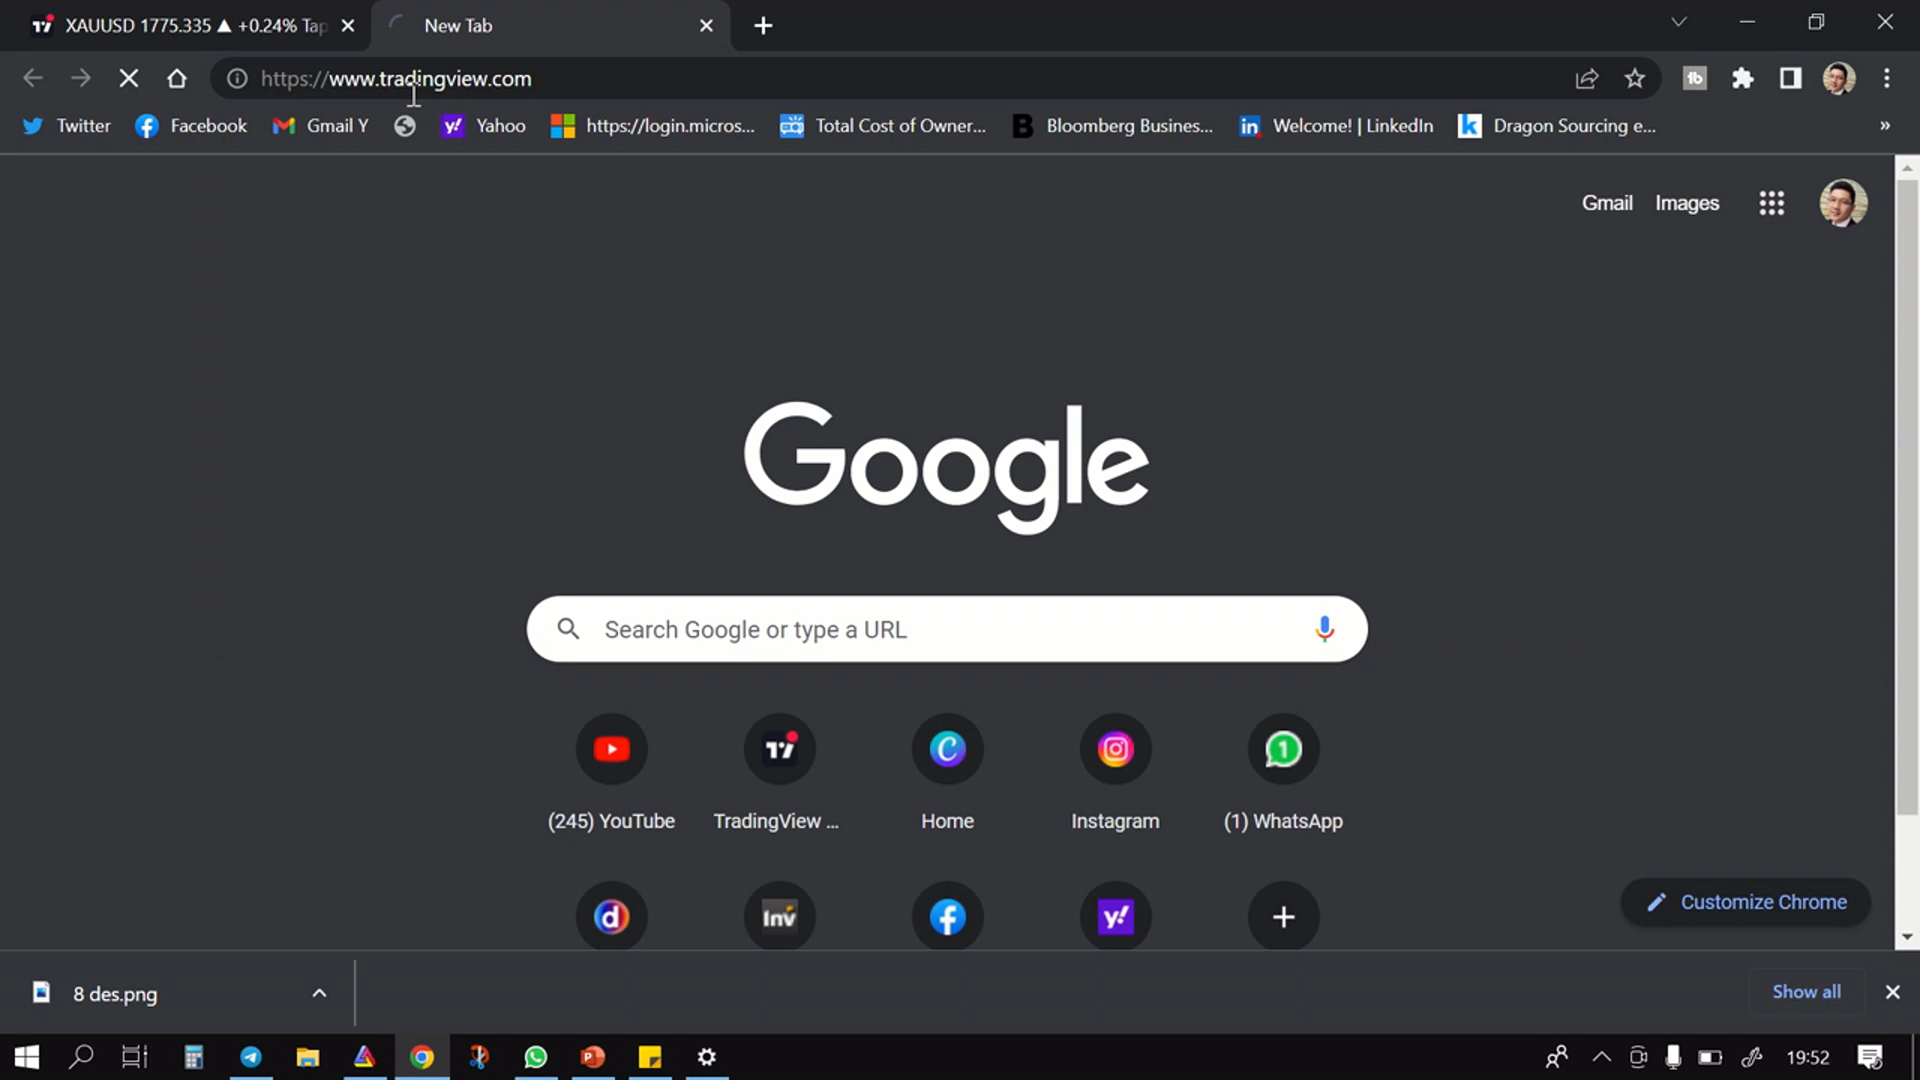 XAUUSD 1775.335 ▲ +0.24% Tap
New Tab
https://www.tradingview.com
Twitter
Facebook
Gmail Y
Yahoo
https://login.micros...
Total Cost of Owner...
Bloomberg Busines...
Welcome! | LinkedIn
Dragon Sourcing e...
Gmail
Images
Google
Search Google or type a URL
(245) YouTube
TradingView ...
Home
Instagram
(1) WhatsApp
Inv
Customize Chrome
8 des.png
Show all
19:52